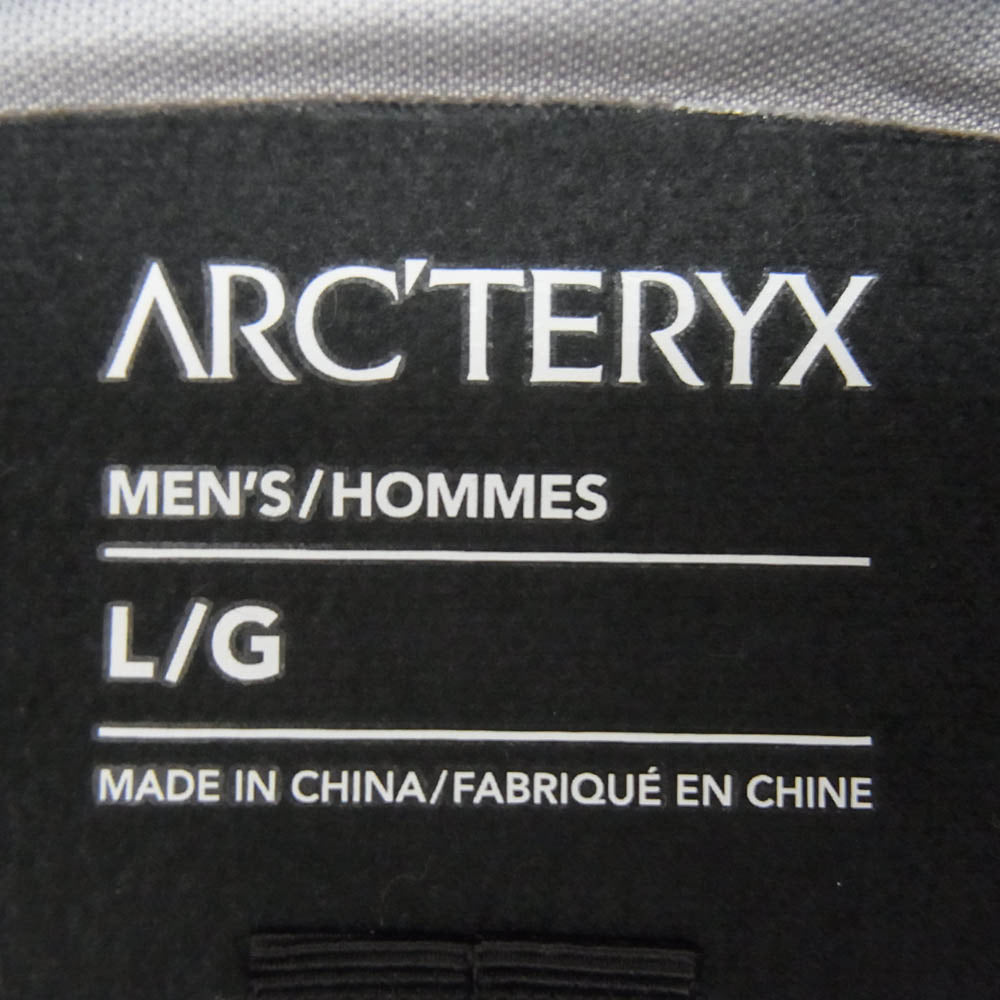 ARC'TERYX
MEN'S/HOMMES
L/G
MADE IN CHINA/FABRIQUÉ EN CHINE